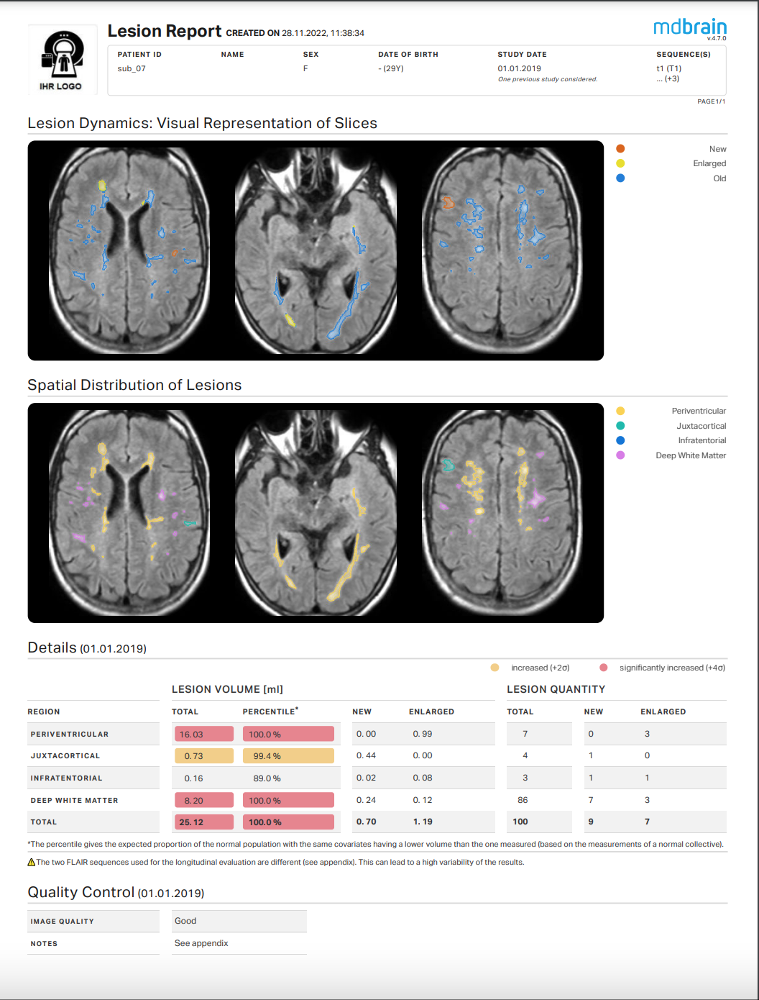 Lesion Report CREATED ON 28.11.2022, 11:38:34
mdbrain
v.4.7.0
IHR LOGO
PATIENT ID NAME SEX DATE OF BIRTH STUDY DATE SEQUENCE(S)
sub_07 F - (29Y) 01.01.2019 t1 (T1)
One previous study considered. ... (+3)
PAGE1/1
Lesion Dynamics: Visual Representation of Slices
New
Enlarged
Old
Spatial Distribution of Lesions
Periventricular
Juxtacortical
Infratentorial
Deep White Matter
Details (01.01.2019)
increased (+2σ) significantly increased (+4σ)
LESION VOLUME [ml] LESION QUANTITY
REGION TOTAL PERCENTILE* NEW ENLARGED TOTAL NEW ENLARGED
PERIVENTRICULAR 16.03 100.0 % 0.00 0.99 7 0 3
JUXTACORTICAL 0.73 99.4 % 0.44 0.00 4 1 0
INFRATENTORIAL 0.16 89.0 % 0.02 0.08 3 1 1
DEEP WHITE MATTER 8.20 100.0 % 0.24 0.12 86 7 3
TOTAL 25.12 100.0 % 0.70 1.19 100 9 7
*The percentile gives the expected proportion of the normal population with the same covariates having a lower volume than the one measured (based on the measurements of a normal collective).
The two FLAIR sequences used for the longitudinal evaluation are different (see appendix). This can lead to a high variability of the results.
Quality Control (01.01.2019)
IMAGE QUALITY Good
NOTES See appendix